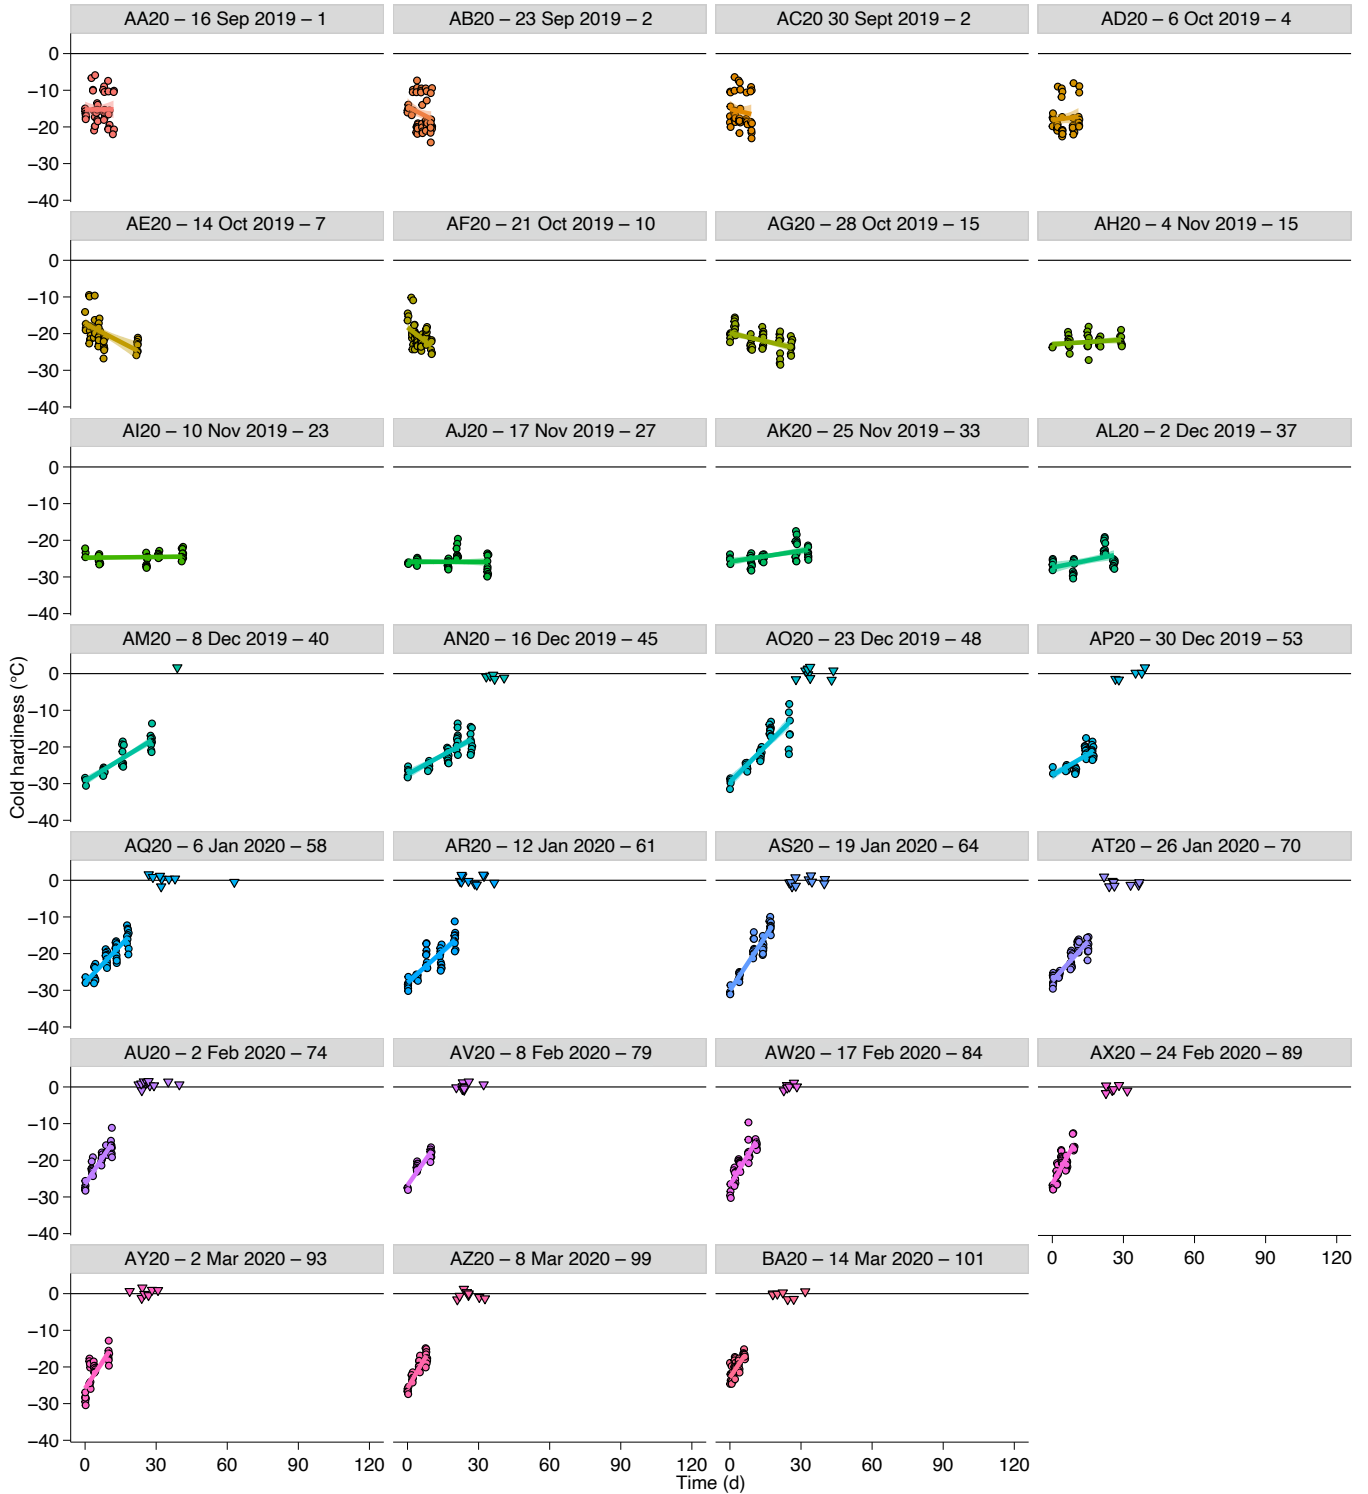 AA20 – 16 Sep 2019 – 1
AB20 – 23 Sep 2019 – 2
AC20 30 Sept 2019 – 2
AD20 – 6 Oct 2019 – 4
0
−10
−20
−30
−40
AE20 – 14 Oct 2019 – 7
AF20 – 21 Oct 2019 – 10
AG20 – 28 Oct 2019 – 15
AH20 – 4 Nov 2019 – 15
0
−10
−20
−30
−40
AI20 – 10 Nov 2019 – 23
AJ20 – 17 Nov 2019 – 27
AK20 – 25 Nov 2019 – 33
AL20 – 2 Dec 2019 – 37
0
−10
−20
−30
−40
AM20 – 8 Dec 2019 – 40
AN20 – 16 Dec 2019 – 45
AO20 – 23 Dec 2019 – 48
AP20 – 30 Dec 2019 – 53
Cold hardiness (°C)
0
−10
−20
−30
−40
AQ20 – 6 Jan 2020 – 58
AR20 – 12 Jan 2020 – 61
AS20 – 19 Jan 2020 – 64
AT20 – 26 Jan 2020 – 70
0
−10
−20
−30
−40
AU20 – 2 Feb 2020 – 74
AV20 – 8 Feb 2020 – 79
AW20 – 17 Feb 2020 – 84
AX20 – 24 Feb 2020 – 89
0
−10
−20
−30
−40
0 30 60 90 120
AY20 – 2 Mar 2020 – 93
AZ20 – 8 Mar 2020 – 99
BA20 – 14 Mar 2020 – 101
0
−10
−20
−30
−40
0 30 60 90 120
0 30 60 90 120
0 30 60 90 120
Time (d)